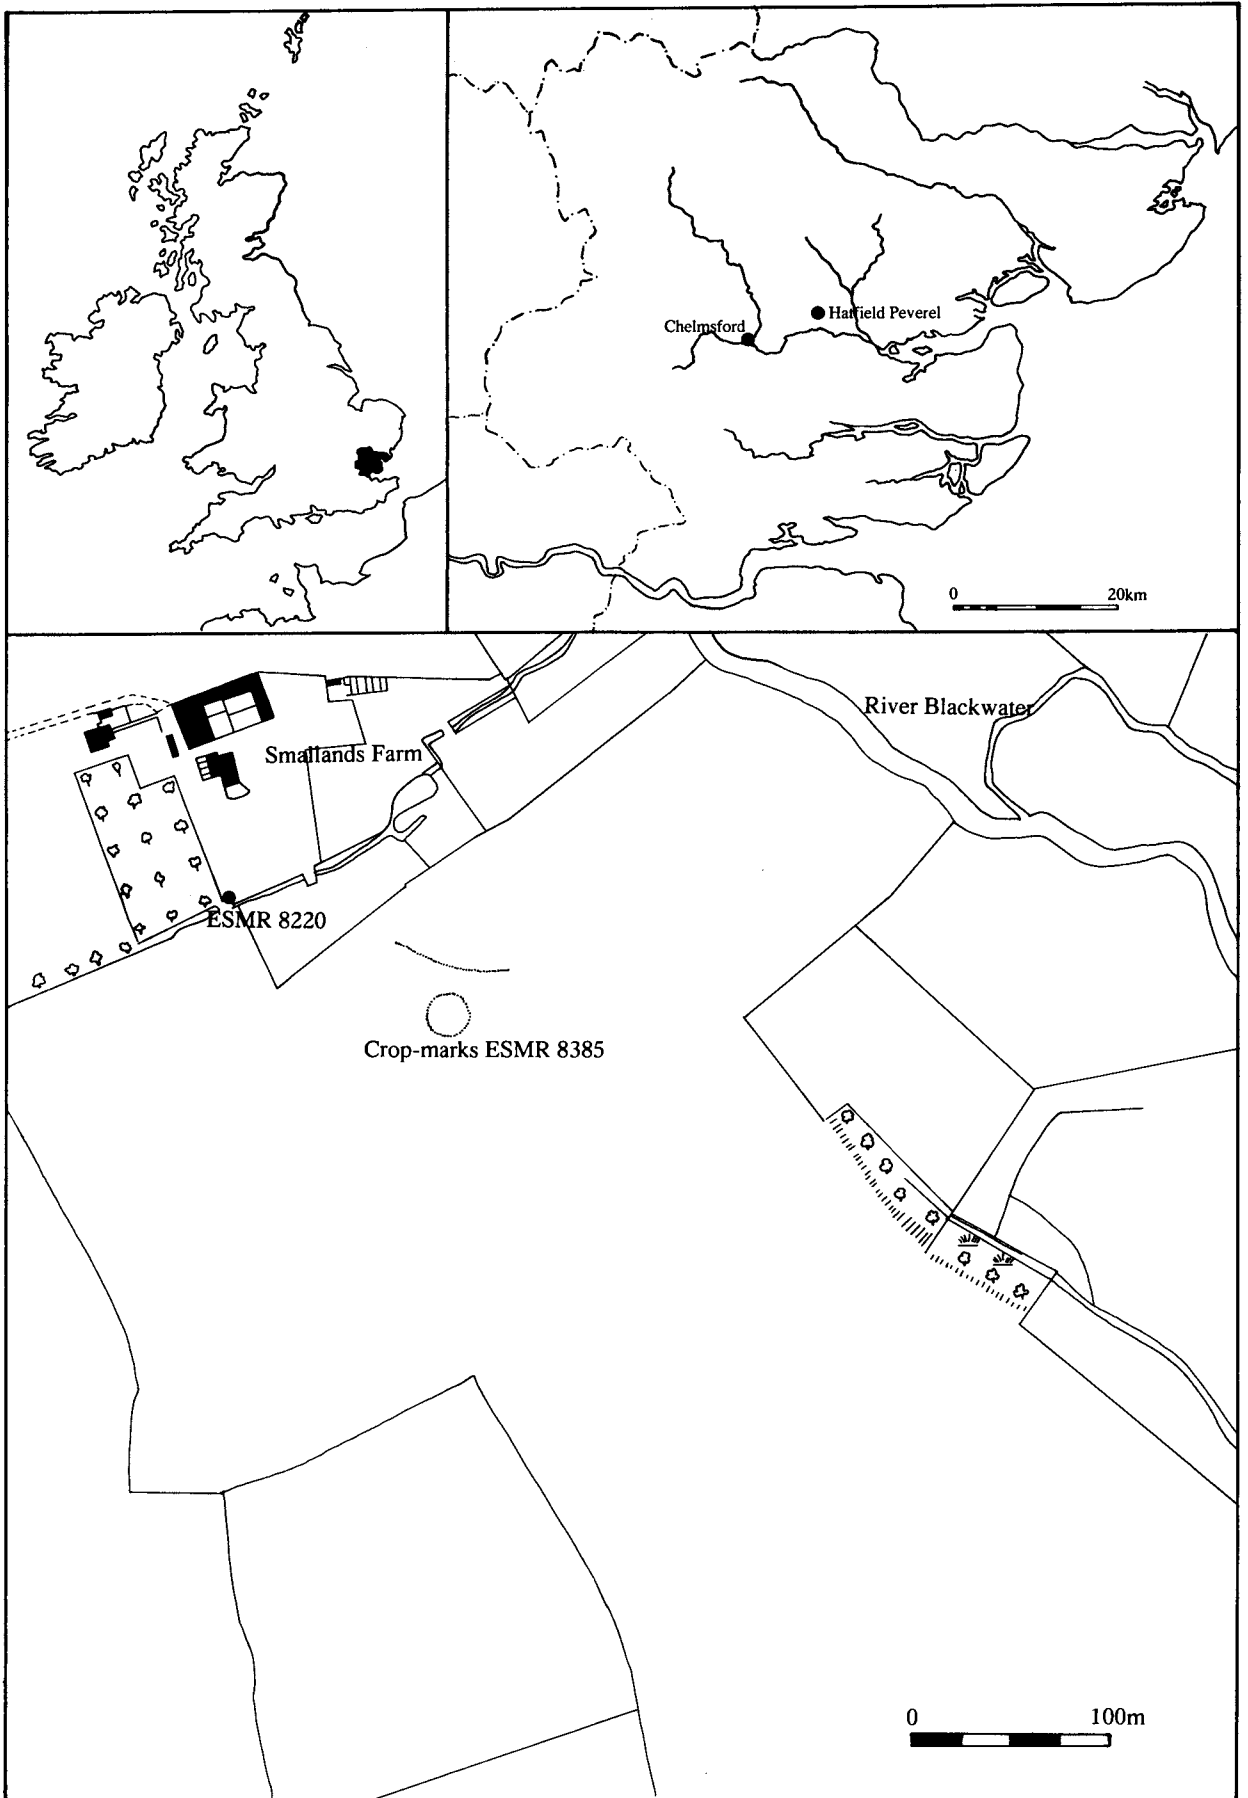 Chelmsford
Hatfield Peverel
0 20km
River Blackwater
Smallands Farm
ESMR 8220
Crop-marks ESMR 8385
0 100m